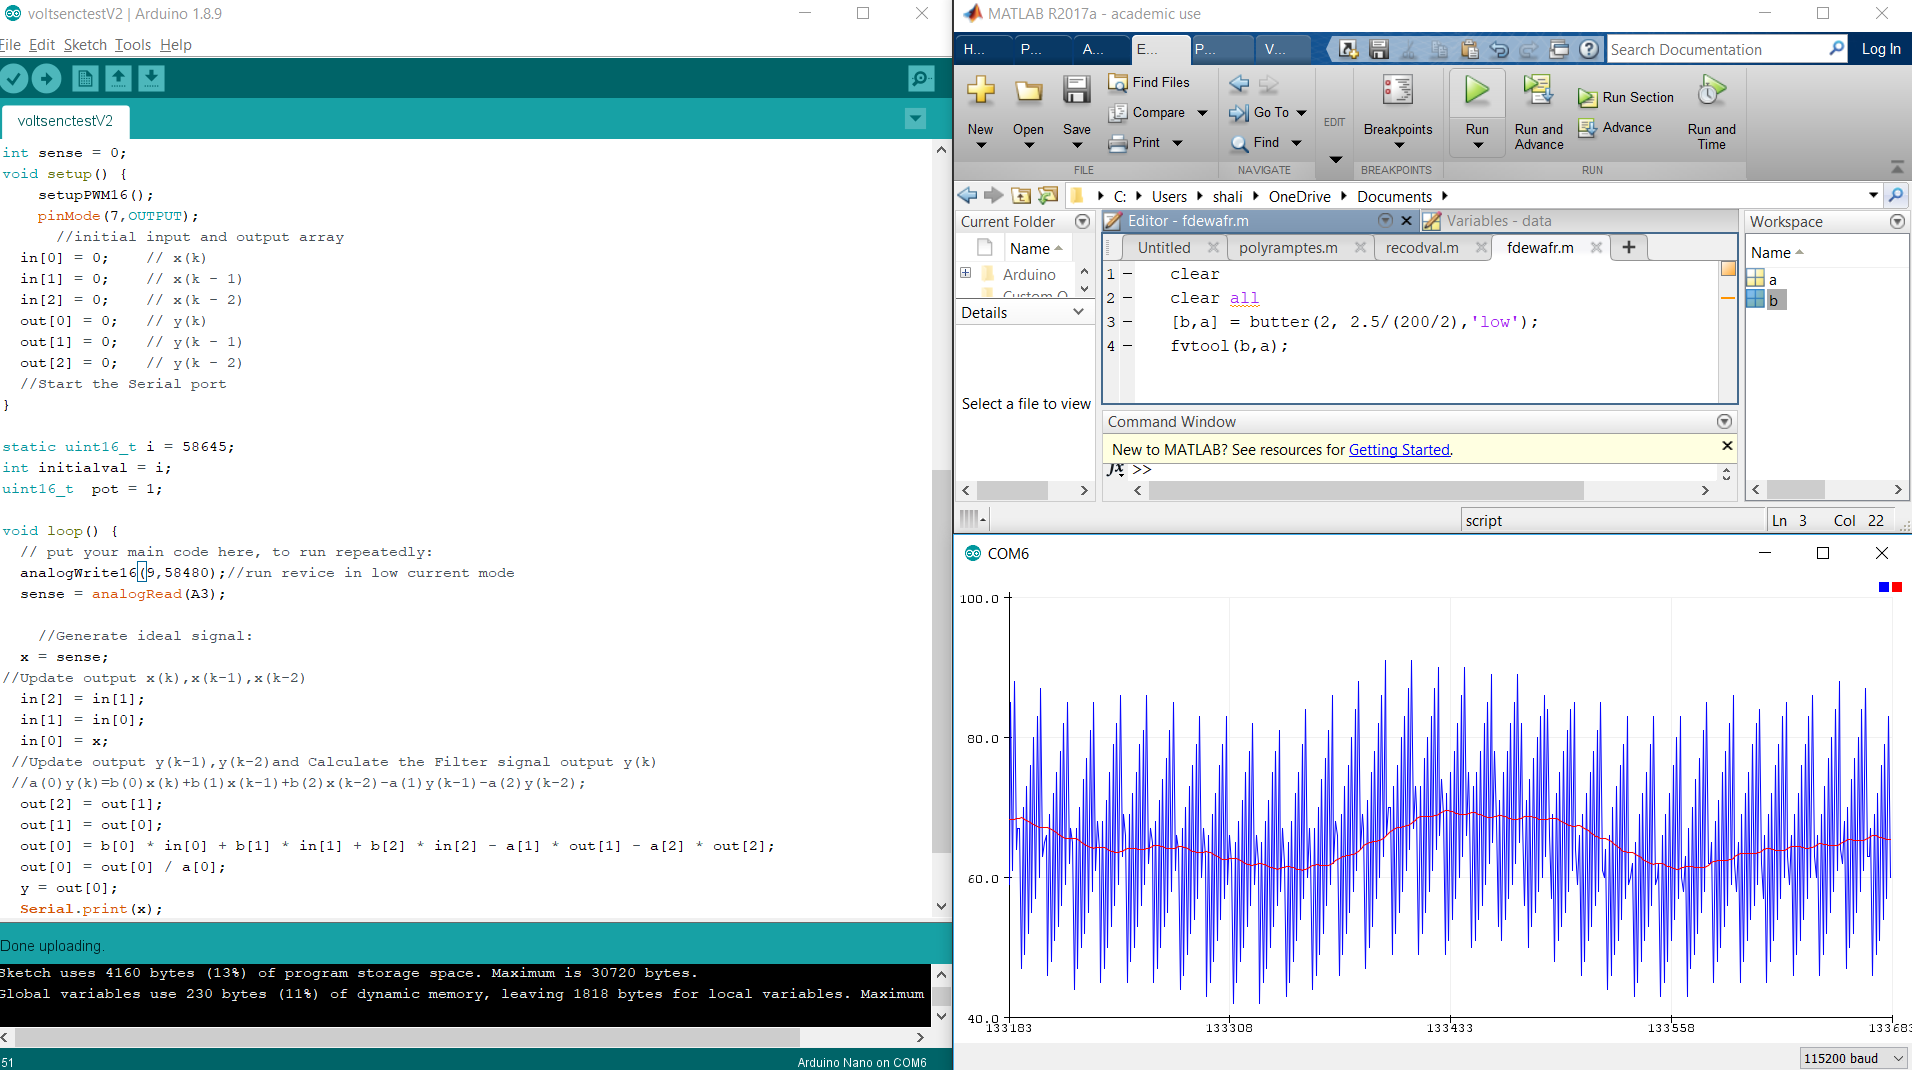 voltsenctestV2 | Arduino 1.8.9
File Edit Sketch Tools Help
voltsenctestV2
int sense = 0;
void setup() {
setupPWM16();
pinMode(7,OUTPUT);
//initial input and output array
in[0] = 0; // x(k)
in[1] = 0; // x(k - 1)
in[2] = 0; // x(k - 2)
out[0] = 0; // y(k)
out[1] = 0; // y(k - 1)
out[2] = 0; // y(k - 2)
//Start the Serial port
}
static uint16_t i = 58645;
int initialval = i;
uint16_t pot = 1;
void loop() {
// put your main code here, to run repeatedly:
analogWrite16(9,58480);//run revice in low current mode
sense = analogRead(A3);
//Generate ideal signal:
x = sense;
//Update output x(k),x(k-1),x(k-2)
in[2] = in[1];
in[1] = in[0];
in[0] = x;
//Update output y(k-1),y(k-2)and Calculate the Filter signal output y(k)
//a(0)y(k)=b(0)x(k)+b(1)x(k-1)+b(2)x(k-2)-a(1)y(k-1)-a(2)y(k-2);
out[2] = out[1];
out[1] = out[0];
out[0] = b[0] * in[0] + b[1] * in[1] + b[2] * in[2] - a[1] * out[1] - a[2] * out[2];
out[0] = out[0] / a[0];
y = out[0];
Serial.print(x);
Done uploading.
Sketch uses 4160 bytes (13%) of program storage space. Maximum is 30720 bytes.
Global variables use 230 bytes (11%) of dynamic memory, leaving 1818 bytes for local variables. Maximum
51 Arduino Nano on COM6
MATLAB R2017a - academic use
H... P... A... E... P... V... Search Documentation Log In
New Open Save Find Files Compare Print Go To Find EDIT Breakpoints Run Run and Advance Run Section Advance Run and Time
FILE NAVIGATE BREAKPOINTS RUN
C: Users shali OneDrive Documents
Current Folder
Name
Arduino
Custom O
Details
Select a file to view
Editor - fdewafr.m Variables - data
Untitled polyramptes.m recodval.m fdewafr.m +
1 - clear
2 - clear all
3 - [b,a] = butter(2, 2.5/(200/2),'low');
4 - fvtool(b,a);
Command Window
New to MATLAB? See resources for Getting Started.
fx >>
Workspace
Name
a
b
script Ln 3 Col 22
COM6
100.0
80.0
60.0
40.0
133183 133308 133433 133558 133683
115200 baud